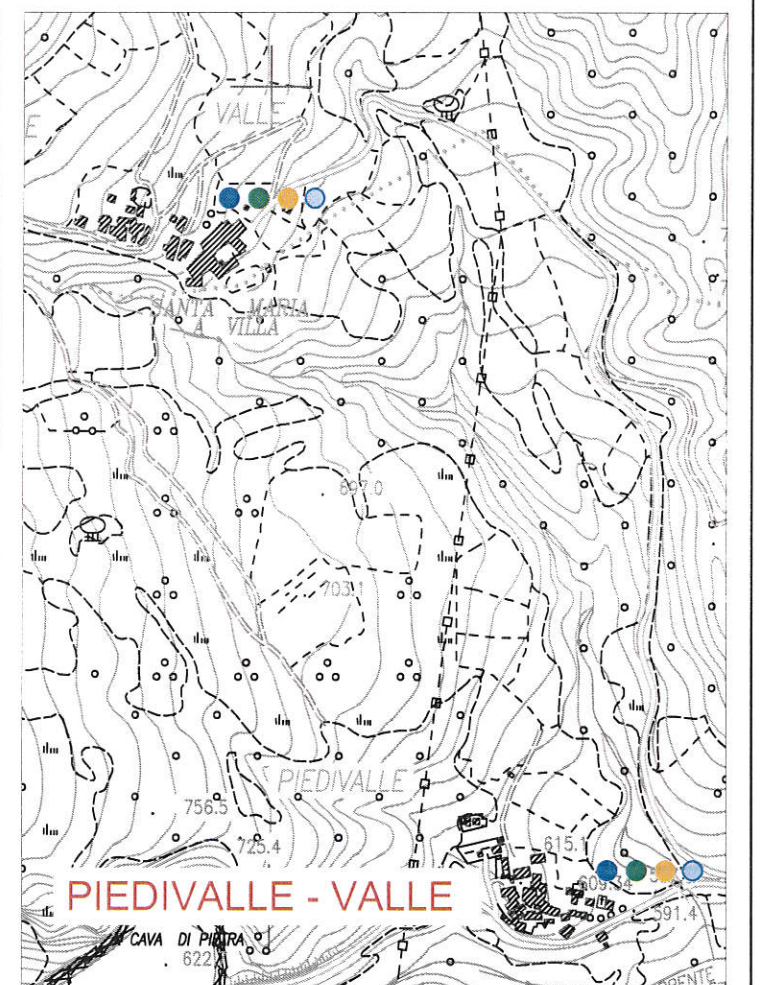 VALLE
SANTA MARIA
A VILLA
697.0
703.1
PIEDIVALLE
756.5
725.4
615.1
609.34
591.4
PIEDIVALLE - VALLE
CAVA DI PIETRA
622